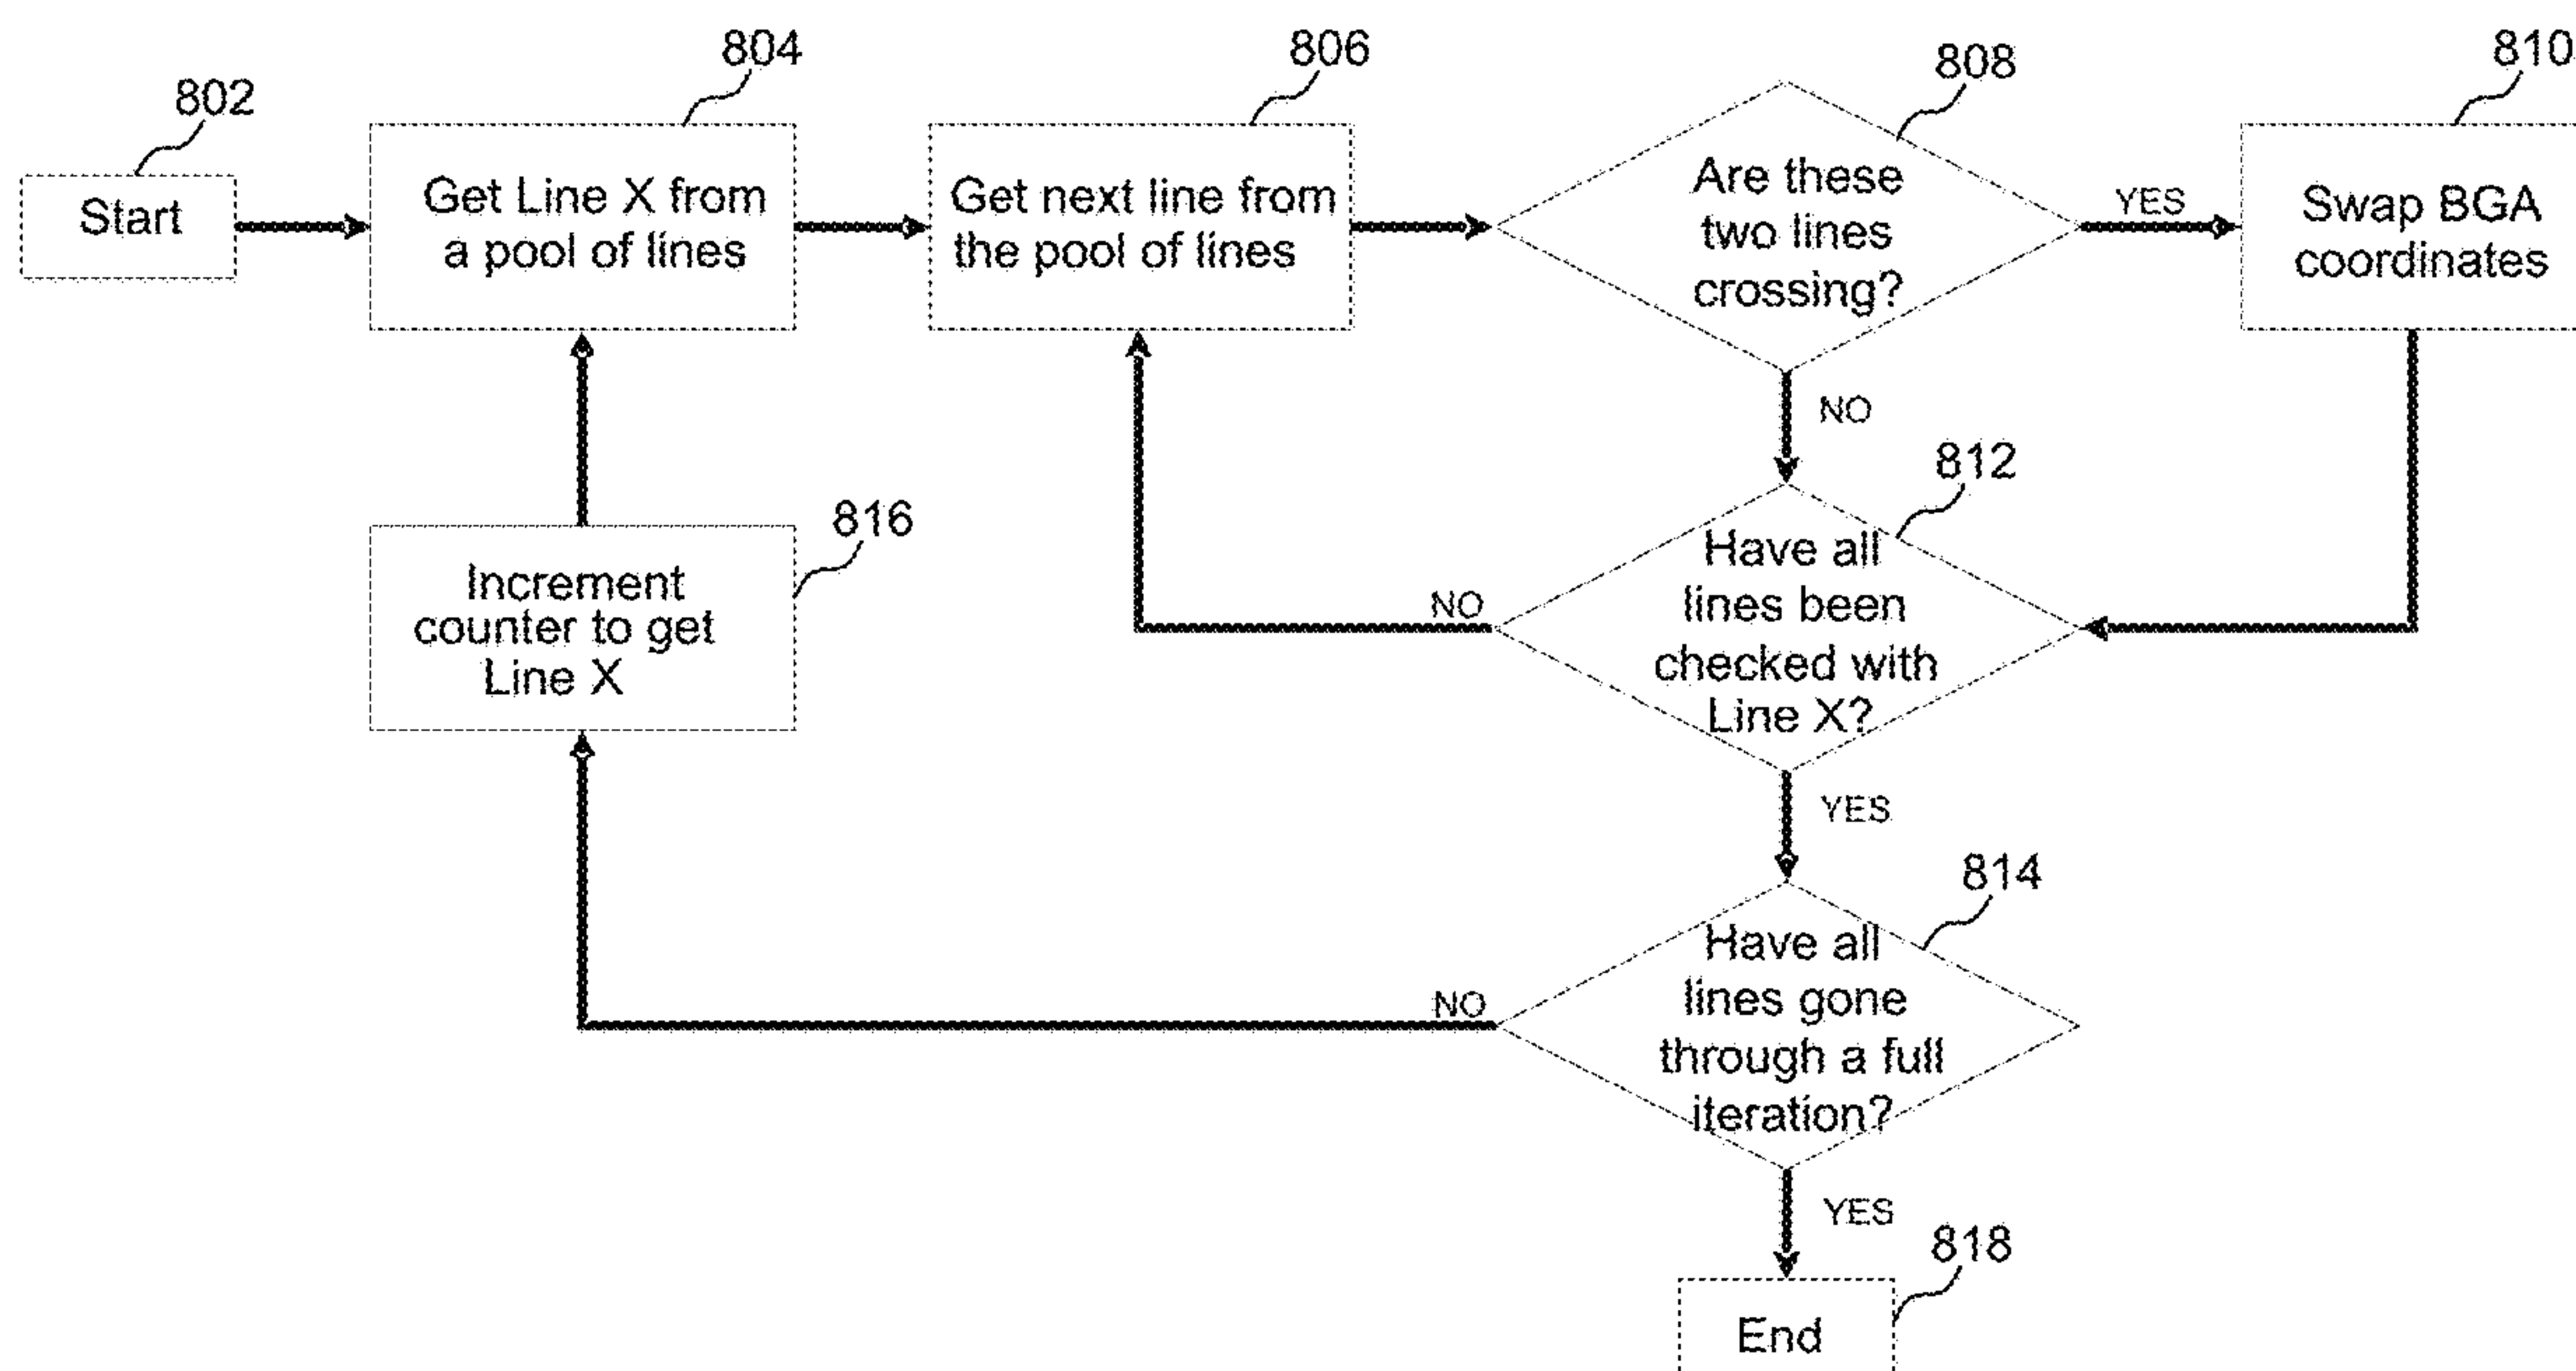 802
Start
804
Get Line X from
a pool of lines
806
Get next line from
the pool of lines
808
Are these
two lines
crossing?
YES
810
Swap BGA
coordinates
NO
812
Have all
lines been
checked with
Line X?
NO
816
Increment
counter to get
Line X
YES
814
Have all
lines gone
through a full
iteration?
NO
YES
818
End